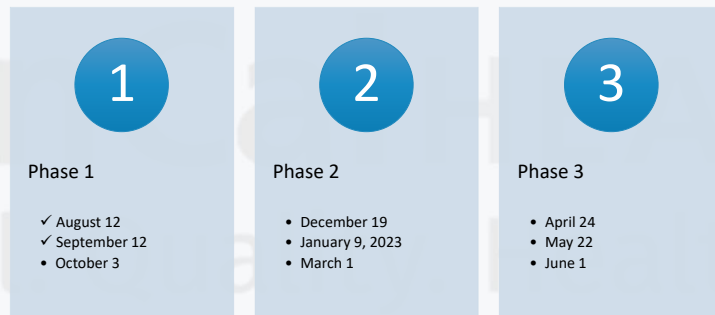 1
Phase 1
✓ August 12
✓ September 12
• October 3
2
Phase 2
• December 19
• January 9, 2023
• March 1
3
Phase 3
• April 24
• May 22
• June 1